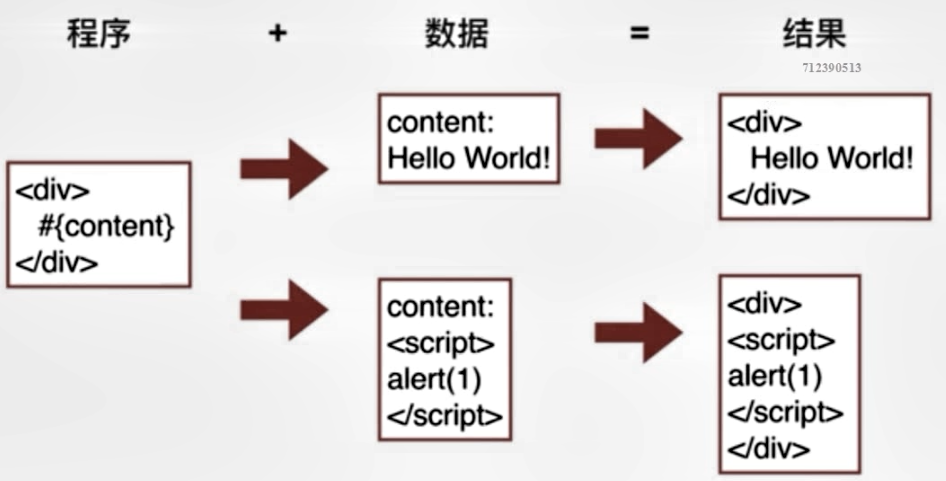 程序 + 数据 = 结果
712390513
<div>
#{content}
</div>
content:
Hello World!
<div>
Hello World!
</div>
content:
<script>
alert(1)
</script>
<div>
<script>
alert(1)
</script>
</div>